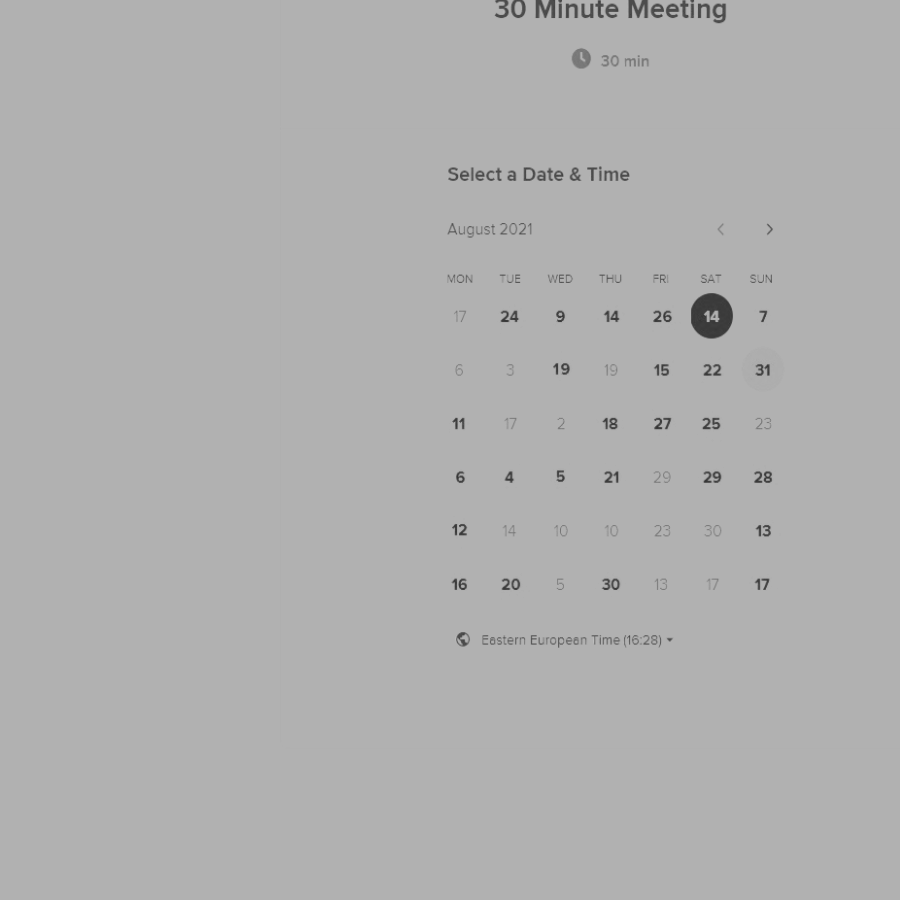 30 Minute Meeting
30 min
Select a Date & Time
August 2021
MON TUE WED THU FRI SAT SUN
17 24 9 14 26 14 7
6 3 19 19 15 22 31
11 17 2 18 27 25 23
6 4 5 21 29 29 28
12 14 10 10 23 30 13
16 20 5 30 13 17 17
Eastern European Time (16:28)